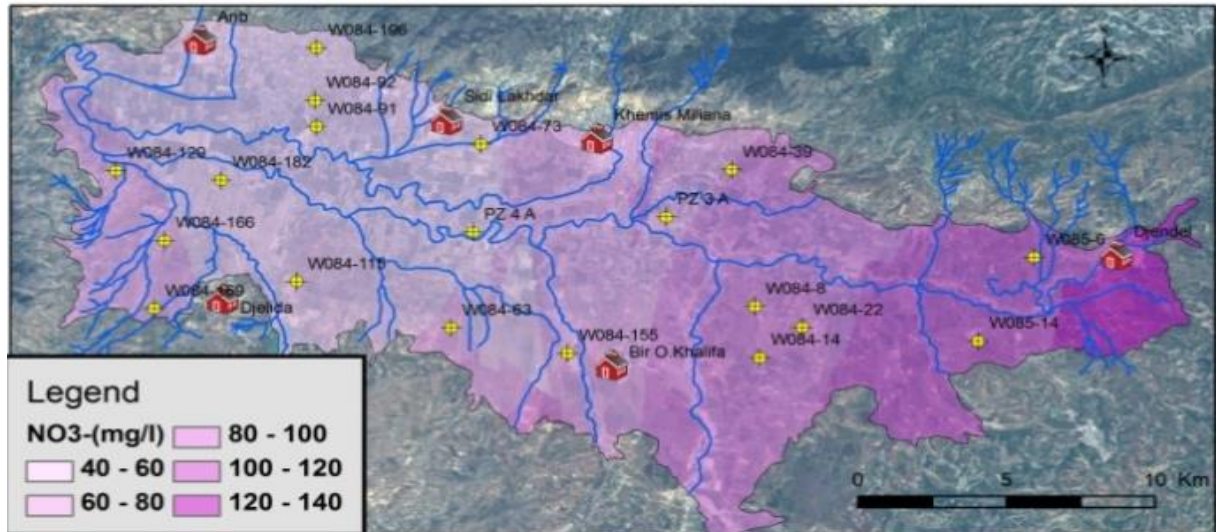 Arib
W084-196
W084-92
Sidi Lakhdar
W084-91
Khemis Miliana
W084-73
W084-129
W084-182
W084-39
W084-166
PZ 4 A
PZ 3 A
W085-6
Djendel
W084-115
W084-169
Djelida
W084-8
W084-63
W084-22
W084-155
W084-14
W085-14
Bir O.Khalifa
Legend
NO3-(mg/l)
80 - 100
40 - 60
100 - 120
60 - 80
120 - 140
0 5 10 Km